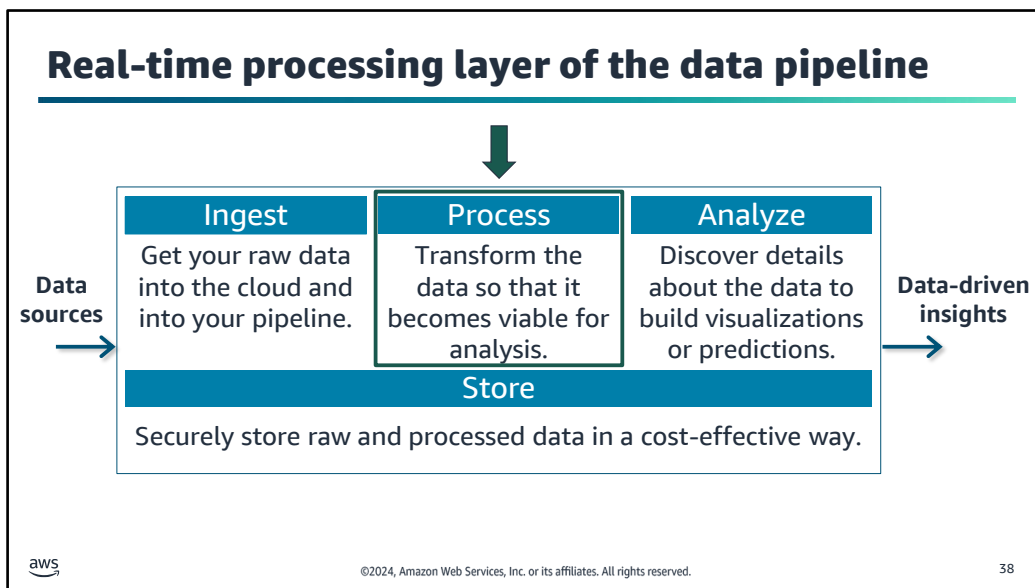 Real-time processing layer of the data pipeline
Data
sources
Ingest
Get your raw data
into the cloud and
into your pipeline.
Process
Transform the
data so that it
becomes viable for
analysis.
Analyze
Discover details
about the data to
build visualizations
or predictions.
Data-driven
insights
Store
Securely store raw and processed data in a cost-effective way.
aws
©2024, Amazon Web Services, Inc. or its affiliates. All rights reserved.
38